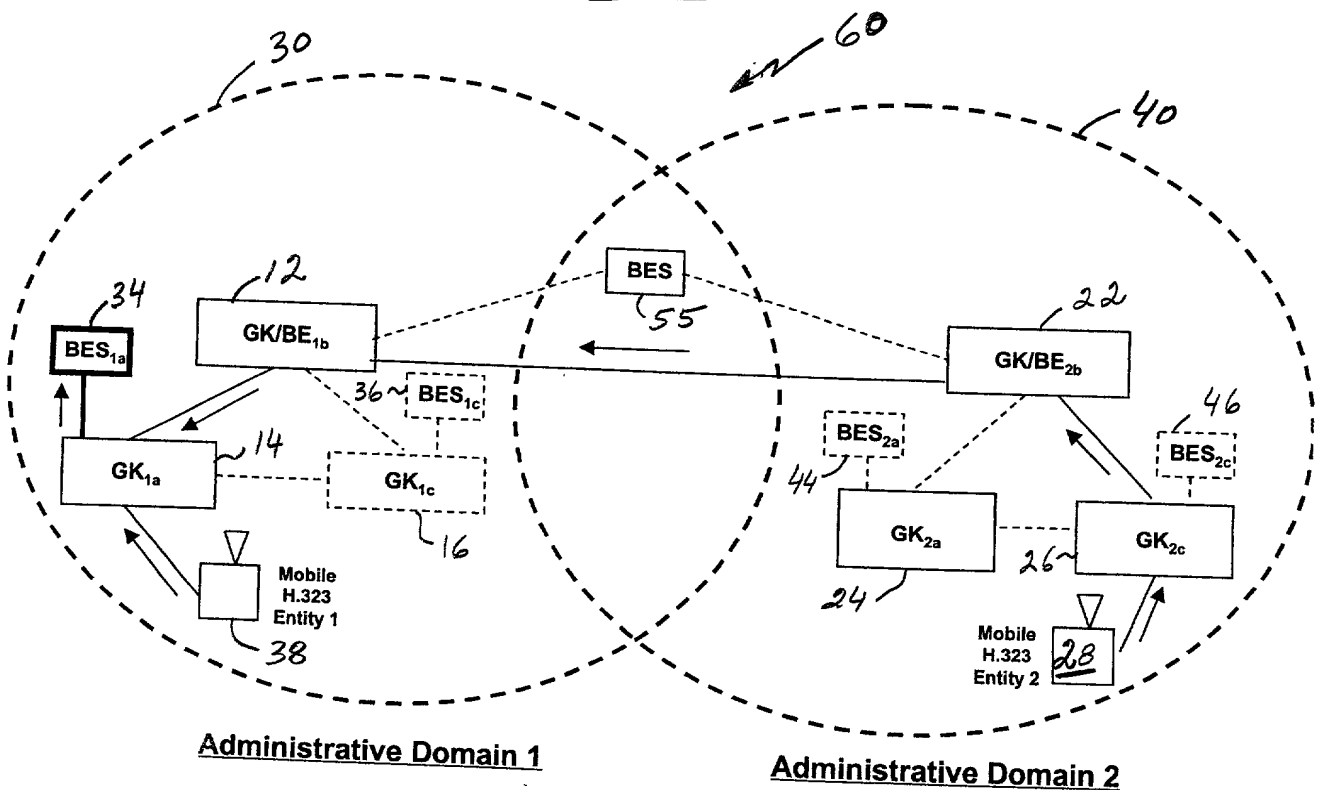 30
60
40
12
BES
55
22
34
BES1a
GK/BE1b
GK/BE2b
36
BES1c
46
BES2a
BES2c
44
14
GK1a
GK1c
16
GK2a
24
26
GK2c
Mobile
H.323
Entity 1
38
Mobile
H.323
Entity 2
28
Administrative Domain 1
Administrative Domain 2